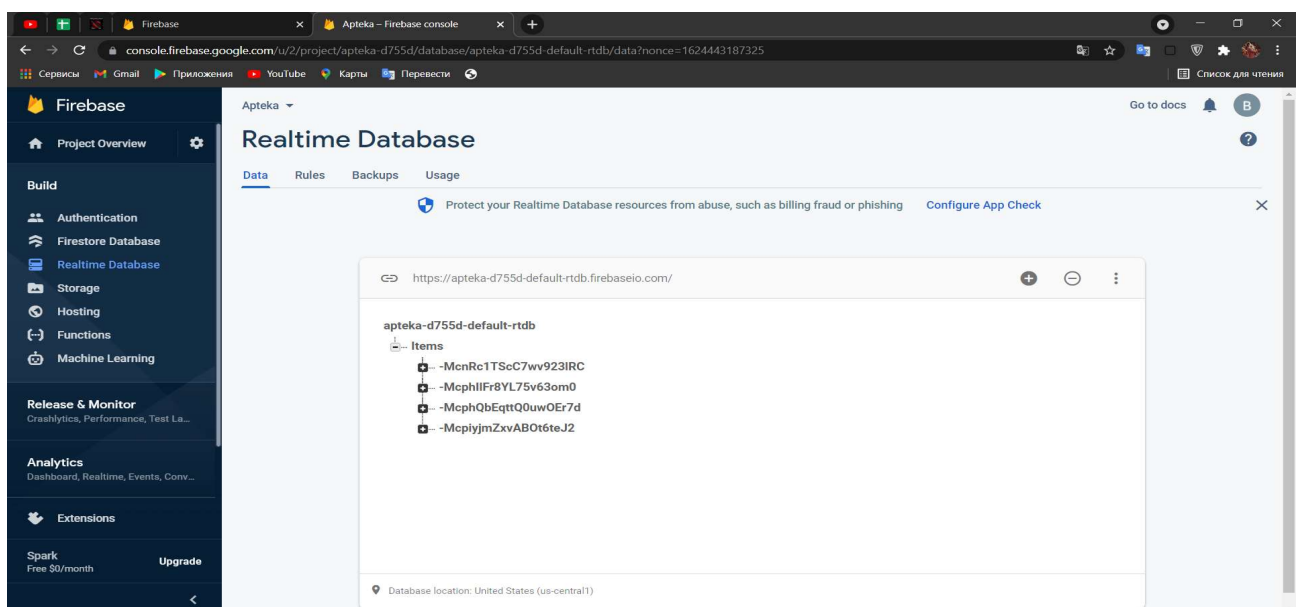 Firebase
Apteka – Firebase console
console.firebase.google.com/u/2/project/apteka-d755d/database/apteka-d755d-default-rtdb/data?nonce=1624443187325
Сервисы Gmail Приложения YouTube Карты Перевести Список для чтения
Firebase
Apteka
Go to docs
B
Project Overview
Realtime Database
Data Rules Backups Usage
Build
Protect your Realtime Database resources from abuse, such as billing fraud or phishing Configure App Check
Authentication
Firestore Database
Realtime Database
Storage
Hosting
Functions
Machine Learning
Release & Monitor
Crashlytics, Performance, Test La...
Analytics
Dashboard, Realtime, Events, Conv...
Extensions
Spark
Free $0/month
Upgrade
https://apteka-d755d-default-rtdb.firebaseio.com/
apteka-d755d-default-rtdb
Items
-McnRc1TScC7wv923IRC
-McphIIFr8YL75v63om0
-McphQbEqttQ0uwOEr7d
-McpiyjmZxvABOt6teJ2
Database location: United States (us-central1)